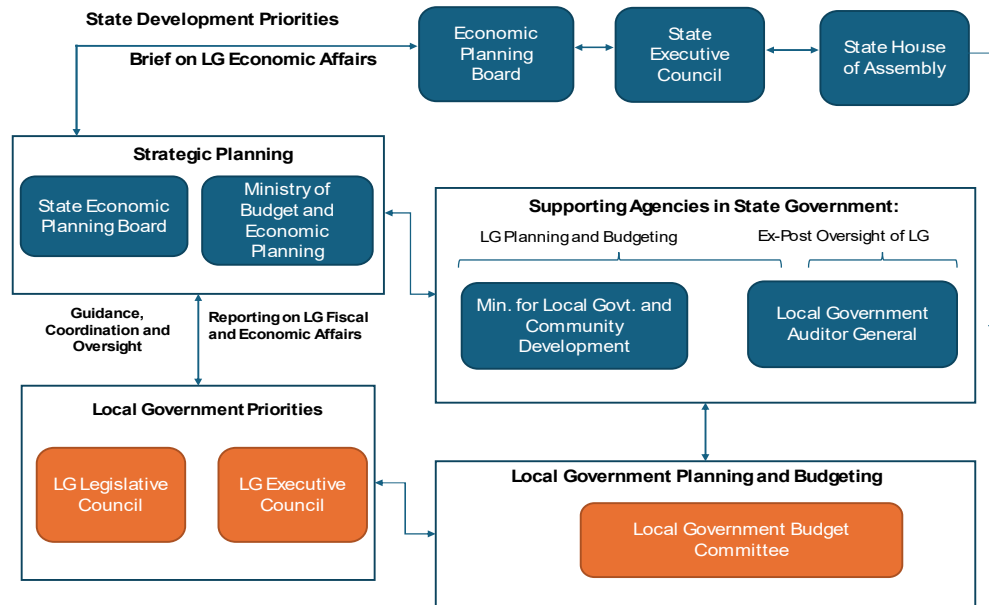 State Development Priorities
Brief on LG Economic Affairs
Economic
Planning
Board
State
Executive
Council
State House
of Assembly
Strategic Planning
State Economic
Planning Board
Ministry of
Budget and
Economic
Planning
Supporting Agencies in State Government:
LG Planning and Budgeting
Ex-Post Oversight of LG
Min. for Local Govt. and
Community
Development
Local Government
Auditor General
Guidance,
Coordination and
Oversight
Reporting on LG Fiscal
and Economic Affairs
Local Government Priorities
LG Legislative
Council
LG Executive
Council
Local Government Planning and Budgeting
Local Government Budget
Committee